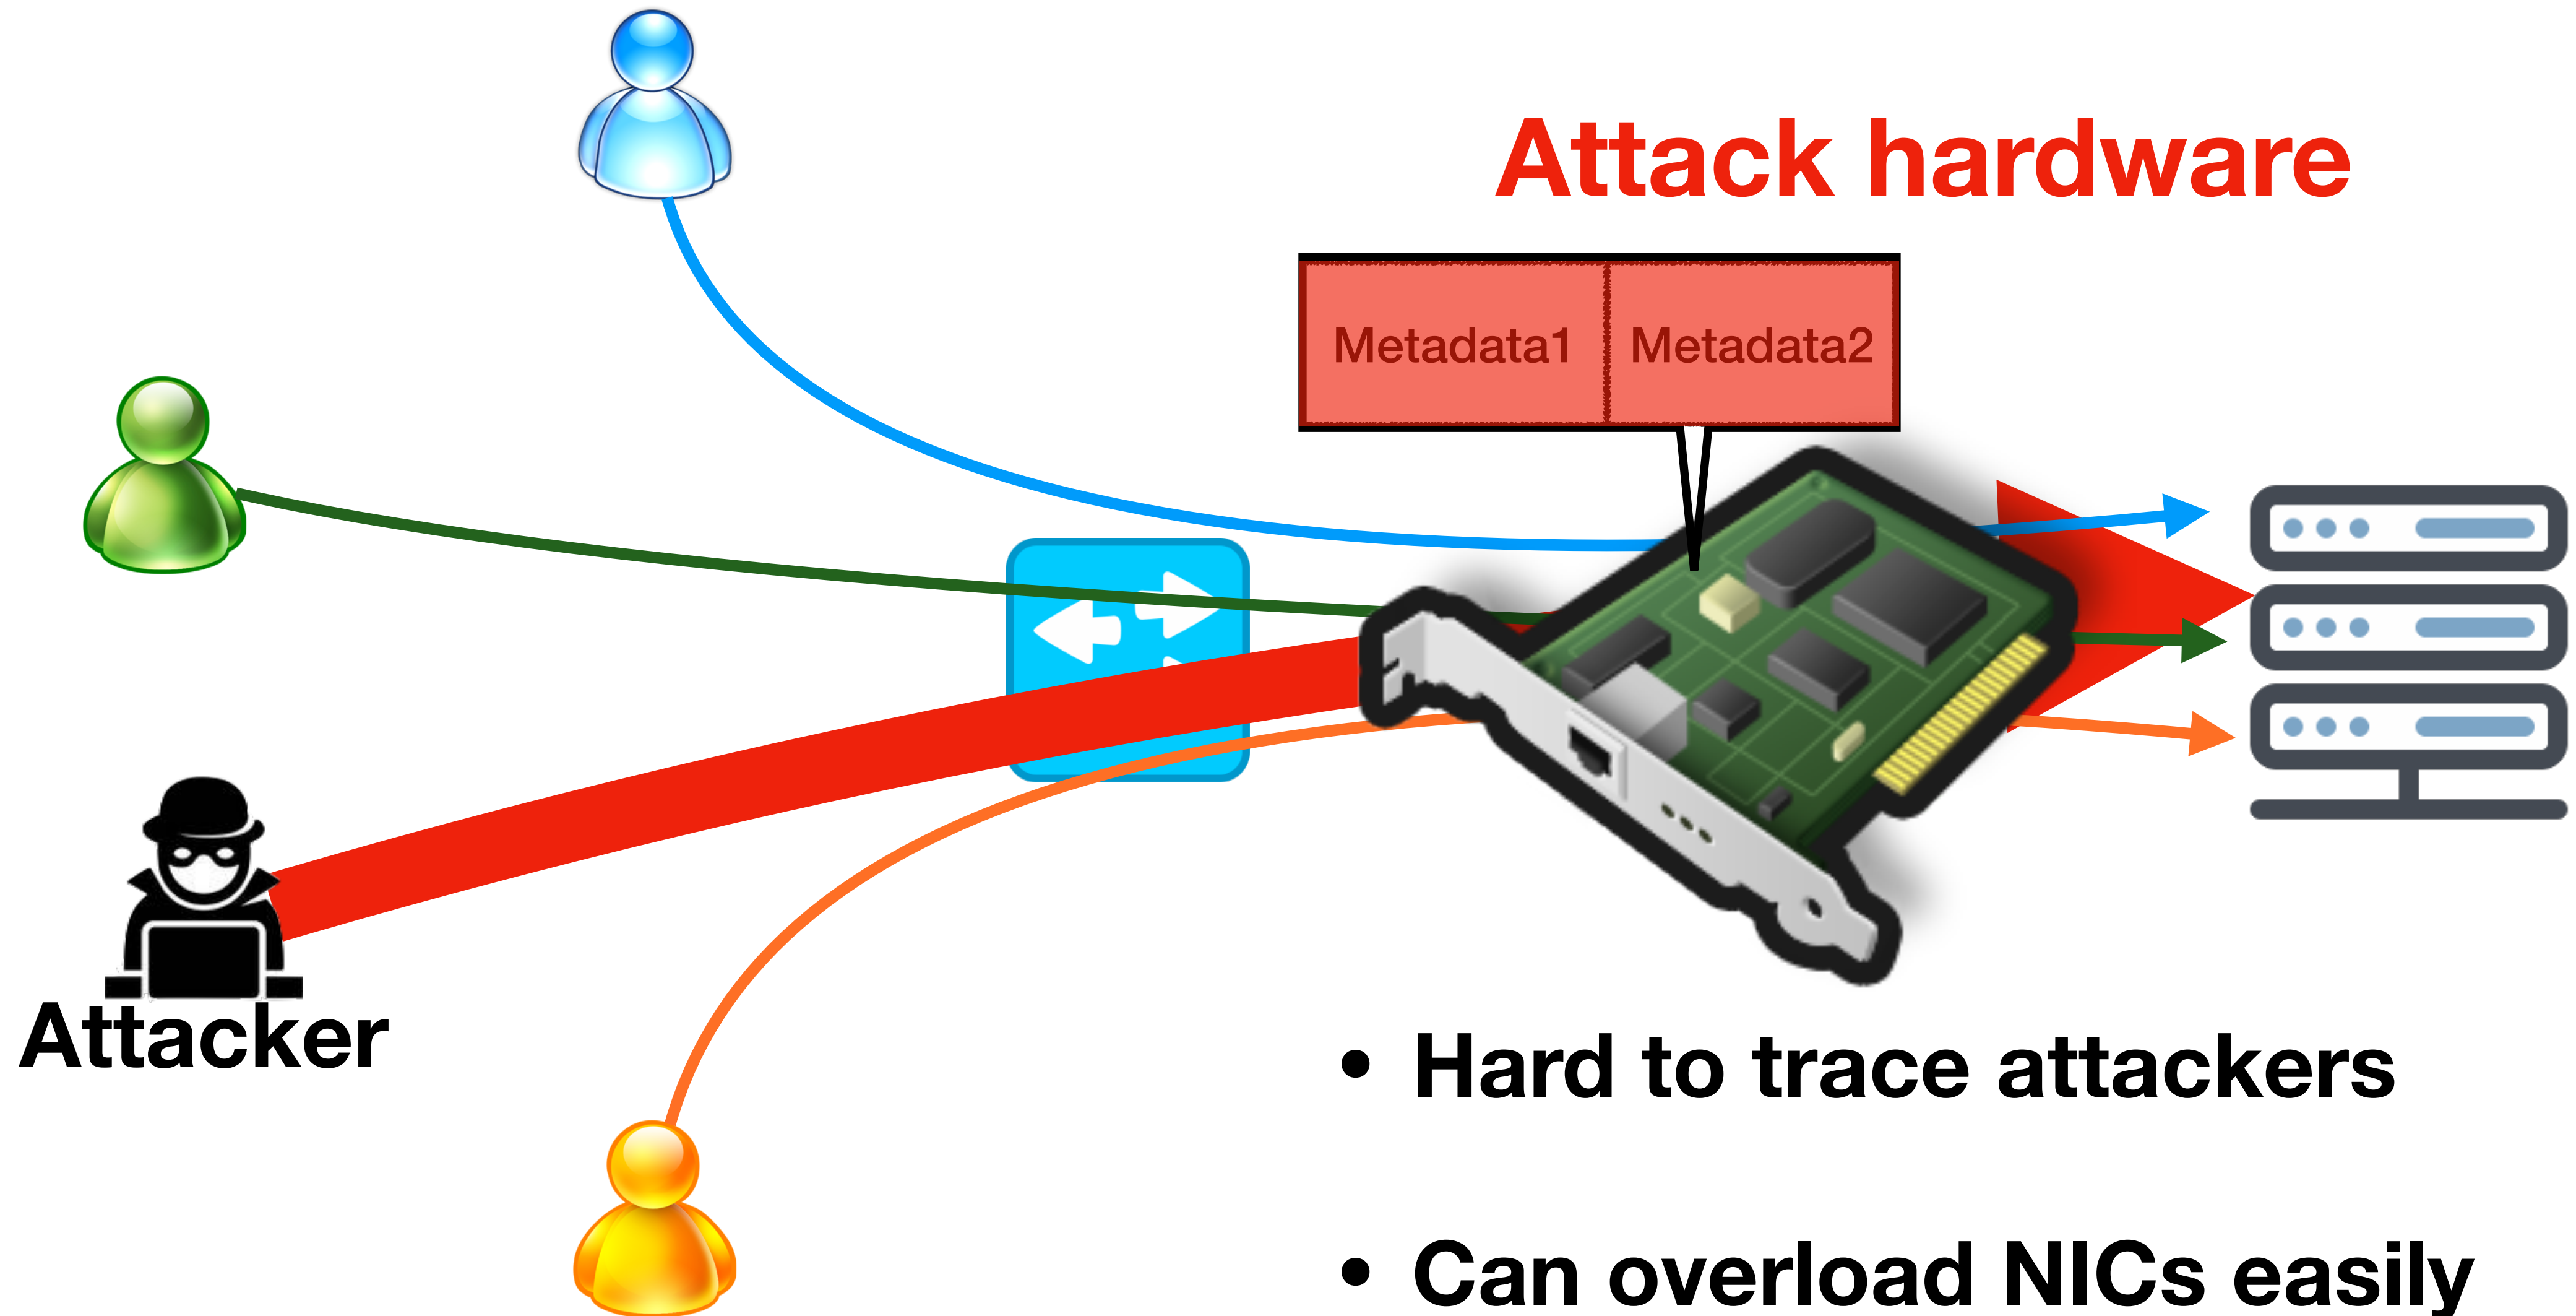 Attack hardware
Metadata1 Metadata2
Attacker
• Hard to trace attackers
• Can overload NICs easily